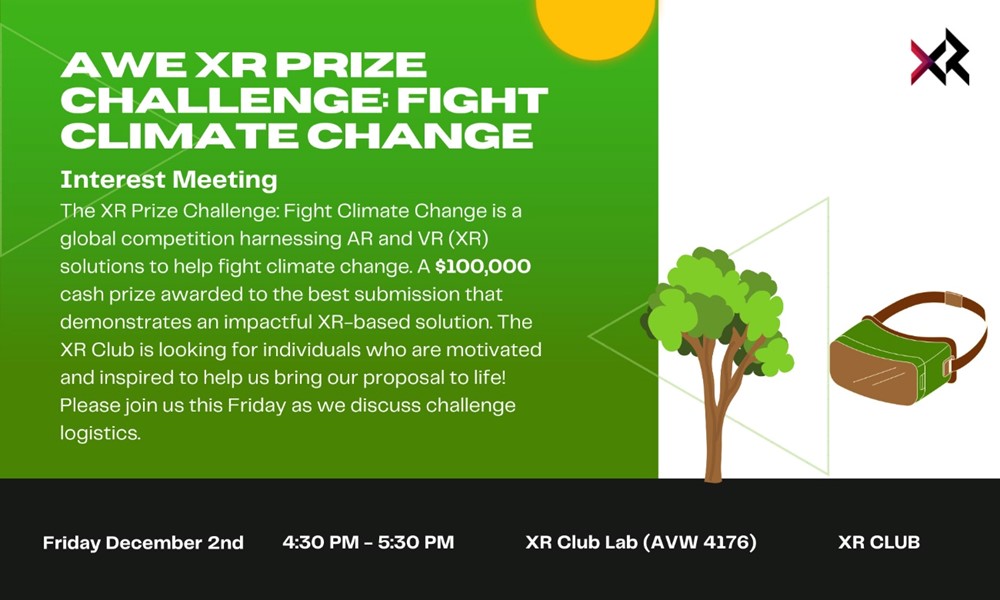 XR
AWE XR PRIZE
CHALLENGE: FIGHT
CLIMATE CHANGE
Interest Meeting
The XR Prize Challenge: Fight Climate Change is a
global competition harnessing AR and VR (XR)
solutions to help fight climate change. A $100,000
cash prize awarded to the best submission that
demonstrates an impactful XR-based solution. The
XR Club is looking for individuals who are motivated
and inspired to help us bring our proposal to life!
Please join us this Friday as we discuss challenge
logistics.
Friday December 2nd 4:30 PM - 5:30 PM XR Club Lab (AVW 4176) XR CLUB